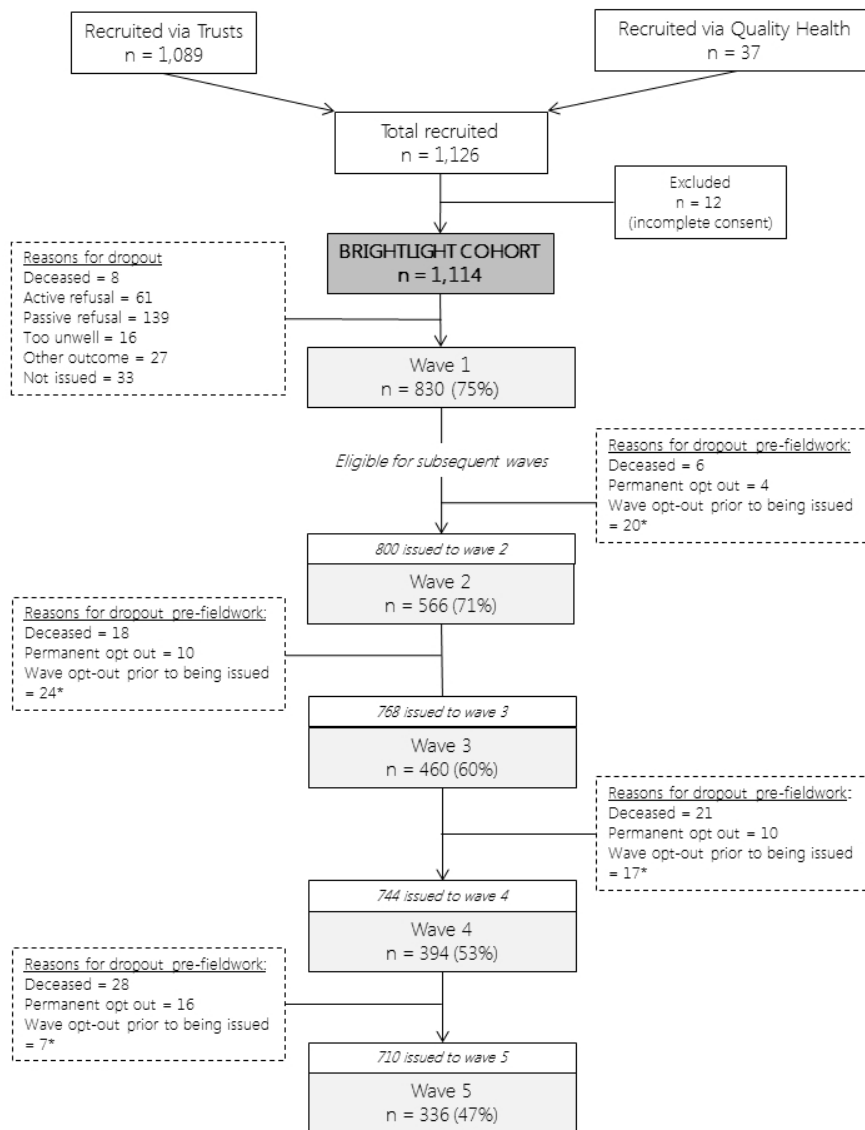 Recruited via Trusts
n = 1,089
Recruited via Quality Health
n = 37
Total recruited
n = 1,126
Excluded
n = 12
(incomplete consent)
BRIGHTLIGHT COHORT
n = 1,114
Reasons for dropout
Deceased = 8
Active refusal = 61
Passive refusal = 139
Too unwell = 16
Other outcome = 27
Not issued = 33
Wave 1
n = 830 (75%)
Eligible for subsequent waves
Reasons for dropout pre-fieldwork:
Deceased = 6
Permanent opt out = 4
Wave opt-out prior to being issued
= 20*
800 issued to wave 2
Wave 2
n = 566 (71%)
Reasons for dropout pre-fieldwork:
Deceased = 18
Permanent opt out = 10
Wave opt-out prior to being issued
= 24*
768 issued to wave 3
Wave 3
n = 460 (60%)
Reasons for dropout pre-fieldwork:
Deceased = 21
Permanent opt out = 10
Wave opt-out prior to being issued
= 17*
744 issued to wave 4
Wave 4
n = 394 (53%)
Reasons for dropout pre-fieldwork:
Deceased = 28
Permanent opt out = 16
Wave opt-out prior to being issued
= 7*
710 issued to wave 5
Wave 5
n = 336 (47%)